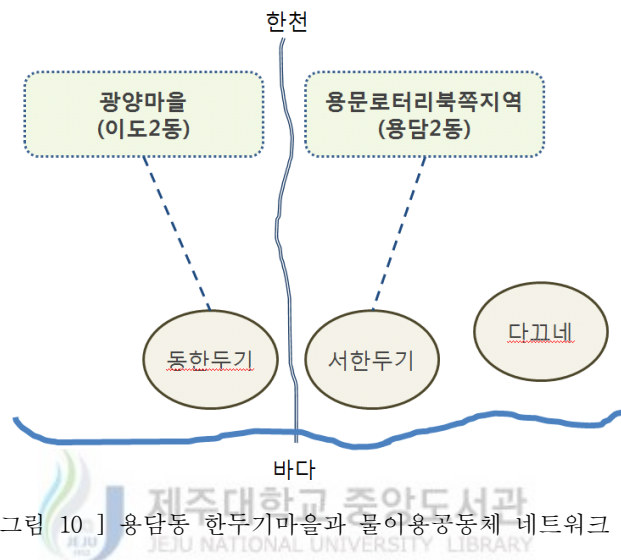 한천
광양마을
(이도2동)
용문로터리북쪽지역
(용담2동)
동한두기
서한두기
다끄네
바다
제주대학교 중앙도서관
JEJU NATIONAL UNIVERSITY LIBRARY
그림 10 ] 용담동 한두기마을과 물이용공동체 네트워크
JEJU
1952